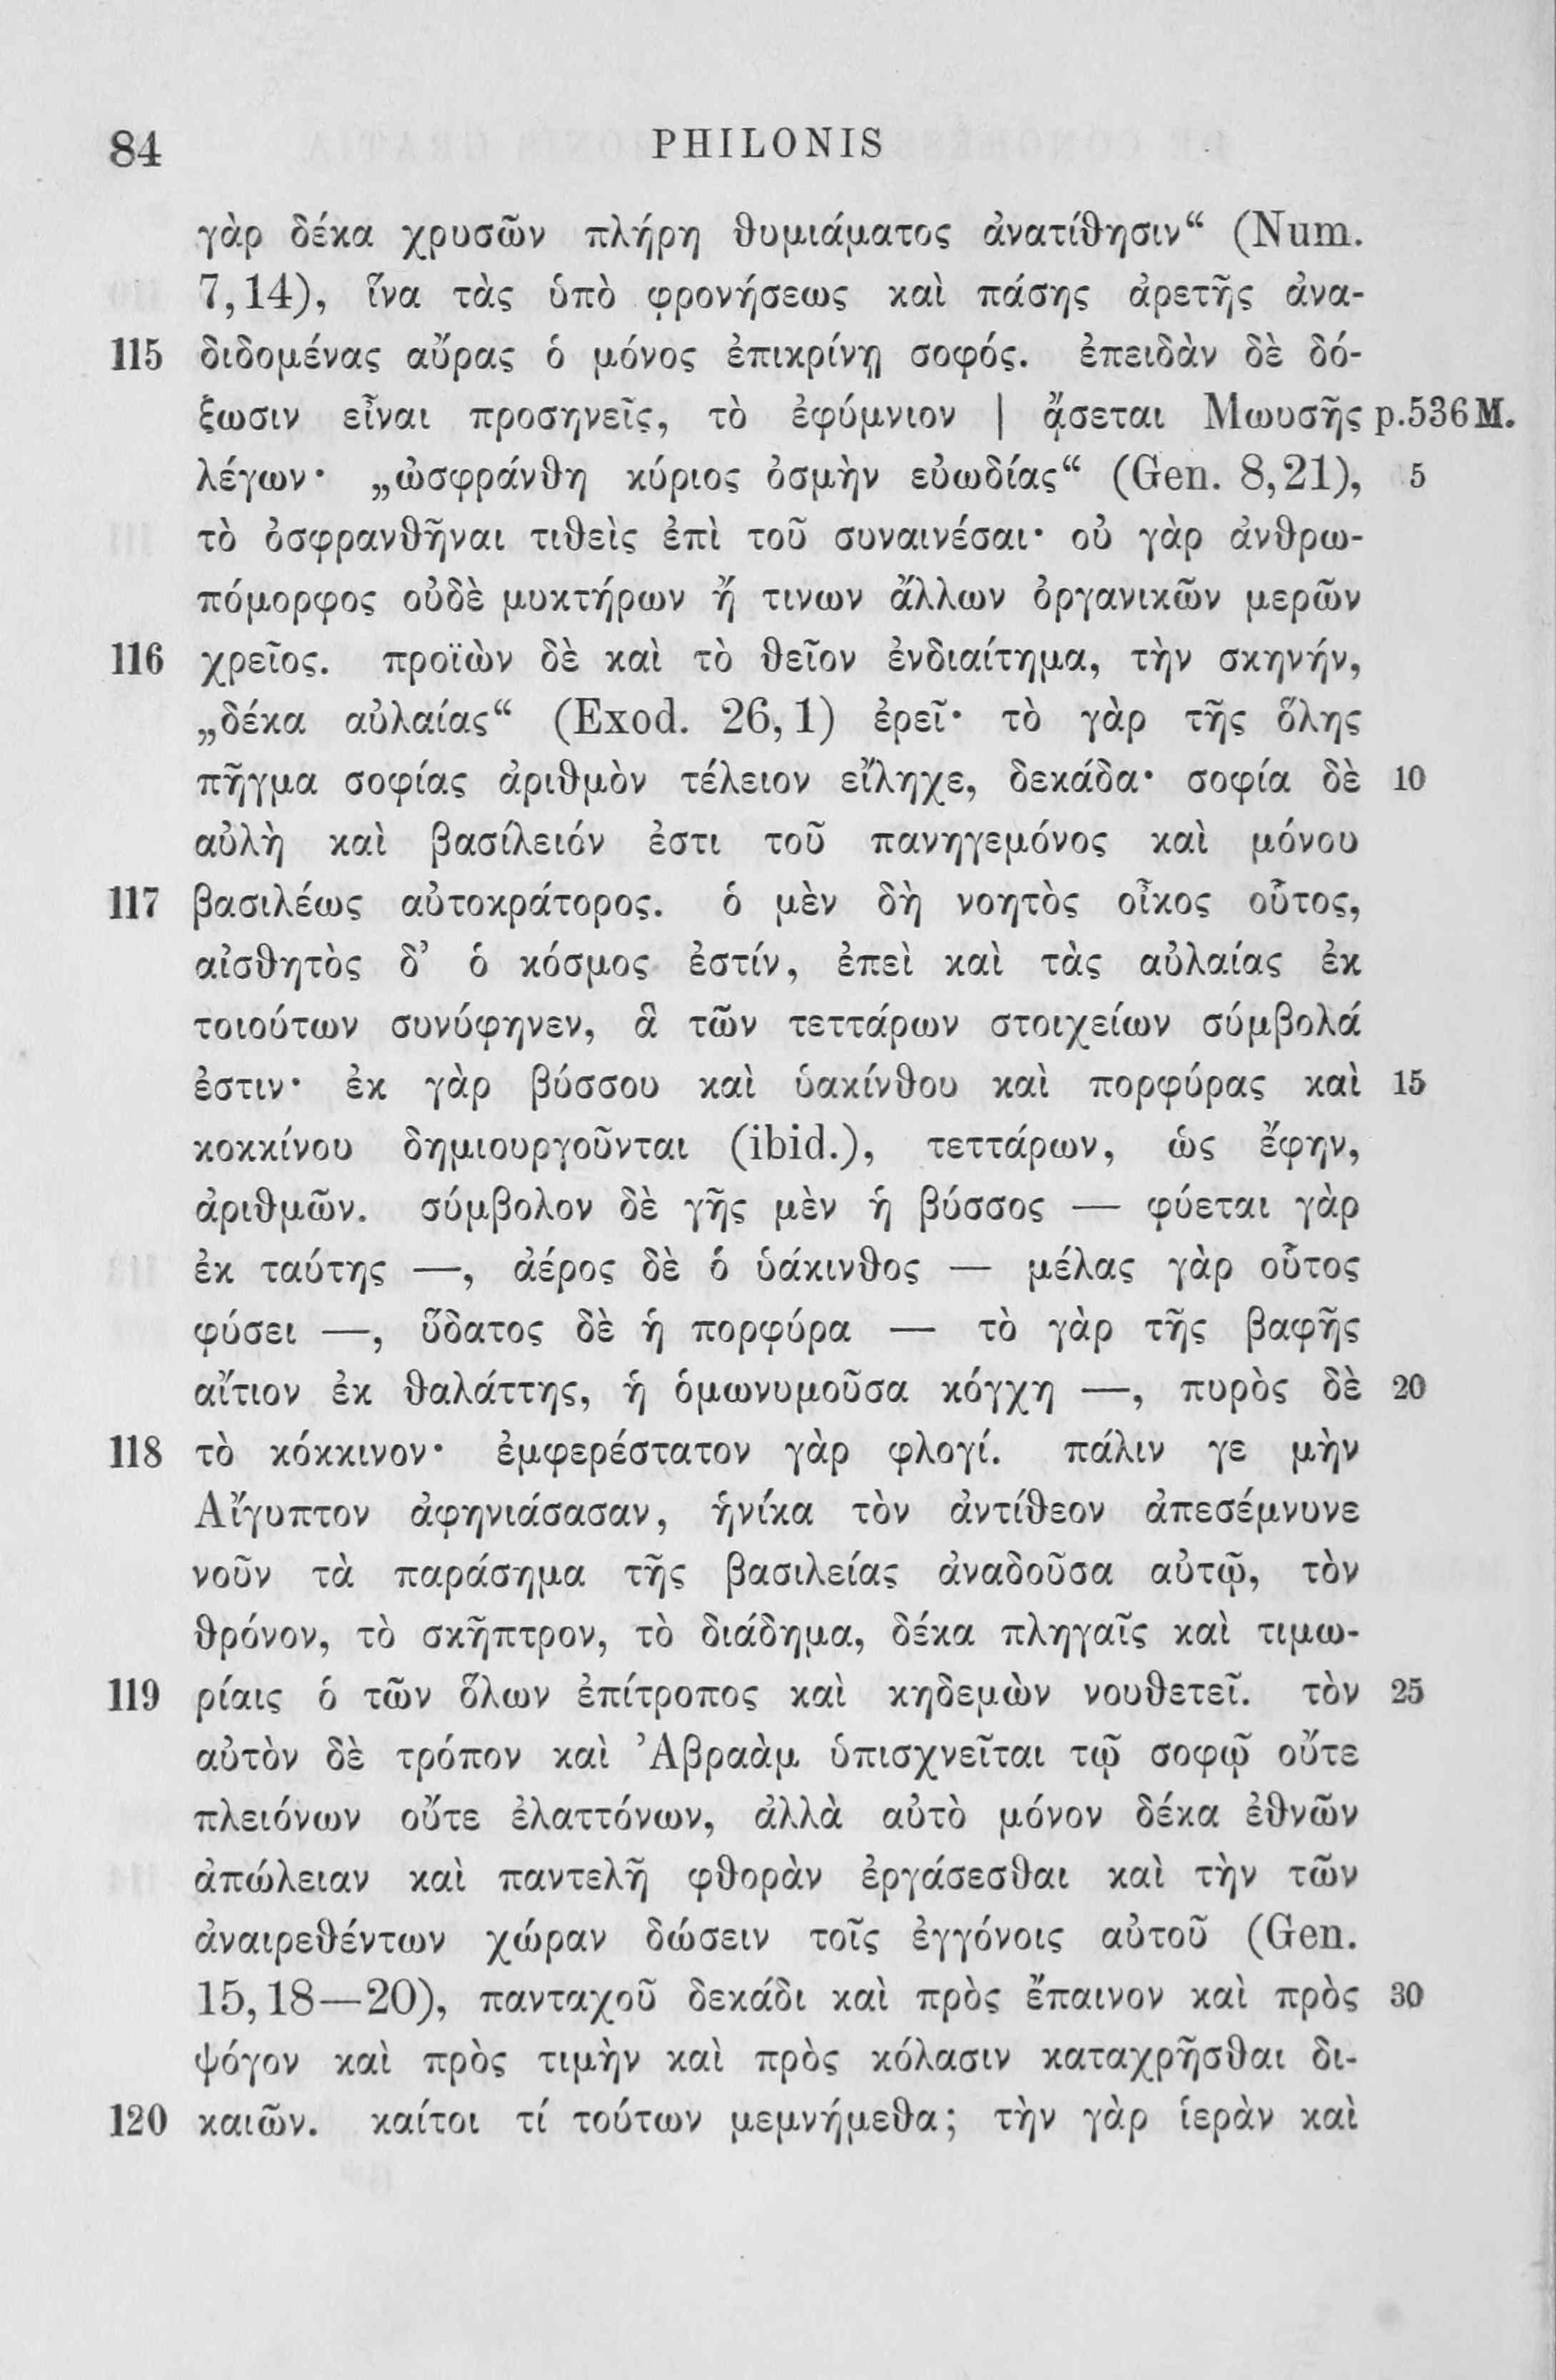 84 PHILONIS
γὰρ δέκα χρυσῶν πλήρη θυμιάματος ἀνατίθησιν“ (Num.
7,14), ἵνα τὰς ὑπὸ φρονήσεως καὶ πάσης ἀρετῆς ἀνα-
115 διδομένας αὔρας ὁ μόνος ἐπικρίνῃ σοφός. ἐπειδὰν δὲ δό-
ξωσιν εἶναι προσηνεῖς, τὸ ἐφύμνιον | ᾄσεται Μωυσῆς p.536 M.
λέγων· „ὠσφράνθη κύριος ὀσμὴν εὐωδίας“ (Gen. 8,21), 5
τὸ ὀσφρανθῆναι τιθεὶς ἐπὶ τοῦ συναινέσαι· οὐ γὰρ ἀνθρω-
πόμορφος οὐδὲ μυκτήρων ἤ τινων ἄλλων ὀργανικῶν μερῶν
116 χρεῖος. προϊὼν δὲ καὶ τὸ θεῖον ἐνδιαίτημα, τὴν σκηνήν,
„δέκα αὐλαίας“ (Exod. 26,1) ἐρεῖ· τὸ γὰρ τῆς ὅλης
πῆγμα σοφίας ἀριθμὸν τέλειον εἴληχε, δεκάδα· σοφία δὲ 10
αὐλὴ καὶ βασίλειόν ἐστι τοῦ πανηγεμόνος καὶ μόνου
117 βασιλέως αὐτοκράτορος. ὁ μὲν δὴ νοητὸς οἶκος οὗτος,
αἰσθητὸς δ’ ὁ κόσμος ἐστίν, ἐπεὶ καὶ τὰς αὐλαίας ἐκ
τοιούτων συνύφηνεν, ἃ τῶν τεττάρων στοιχείων σύμβολά
ἐστιν· ἐκ γὰρ βύσσου καὶ ὑακίνθου καὶ πορφύρας καὶ 15
κοκκίνου δημιουργοῦνται (ibid.), τεττάρων, ὡς ἔφην,
ἀριθμῶν. σύμβολον δὲ γῆς μὲν ἡ βύσσος — φύεται γὰρ
ἐκ ταύτης —, ἀέρος δὲ ὁ ὑάκινθος — μέλας γὰρ οὗτος
φύσει —, ὕδατος δὲ ἡ πορφύρα — τὸ γὰρ τῆς βαφῆς
αἴτιον ἐκ θαλάττης, ἡ ὁμωνυμοῦσα κόγχη —, πυρὸς δὲ 20
118 τὸ κόκκινον· ἐμφερέστατον γὰρ φλογί. πάλιν γε μὴν
Αἴγυπτον ἀφηνιάσασαν, ἡνίκα τὸν ἀντίθεον ἀπεσέμνυνε
νοῦν τὰ παράσημα τῆς βασιλείας ἀναδοῦσα αὐτῷ, τὸν
θρόνον, τὸ σκῆπτρον, τὸ διάδημα, δέκα πληγαῖς καὶ τιμω-
119 ρίαις ὁ τῶν ὅλων ἐπίτροπος καὶ κηδεμὼν νουθετεῖ. τὸν 25
αὐτὸν δὲ τρόπον καὶ Ἀβραὰμ ὑπισχνεῖται τῷ σοφῷ οὔτε
πλειόνων οὔτε ἐλαττόνων, ἀλλὰ αὐτὸ μόνον δέκα ἐθνῶν
ἀπώλειαν καὶ παντελῆ φθορὰν ἐργάσεσθαι καὶ τὴν τῶν
ἀναιρεθέντων χώραν δώσειν τοῖς ἐγγόνοις αὐτοῦ (Gen.
15,18—20), πανταχοῦ δεκάδι καὶ πρὸς ἔπαινον καὶ πρὸς 30
ψόγον καὶ πρὸς τιμὴν καὶ πρὸς κόλασιν καταχρῆσθαι δι-
120 καιῶν. καίτοι τί τούτων μεμνήμεθα; τὴν γὰρ ἱερὰν καὶ